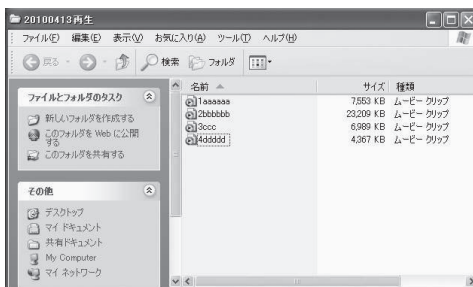 20100413再生
ファイル(F) 編集(E) 表示(V) お気に入り(A) ツール(T) ヘルプ(H)
戻る 検索 フォルダ
ファイルとフォルダのタスク
新しいフォルダを作成する
このフォルダを Web に公開
する
このフォルダを共有する
その他
デスクトップ
マイ ドキュメント
共有ドキュメント
My Computer
マイ ネットワーク
名前 サイズ 種類
1aaaaaa 7,553 KB ムービー クリップ
2bbbbbb 23,209 KB ムービー クリップ
3ccc 6,989 KB ムービー クリップ
4ddddd 4,367 KB ムービー クリップ